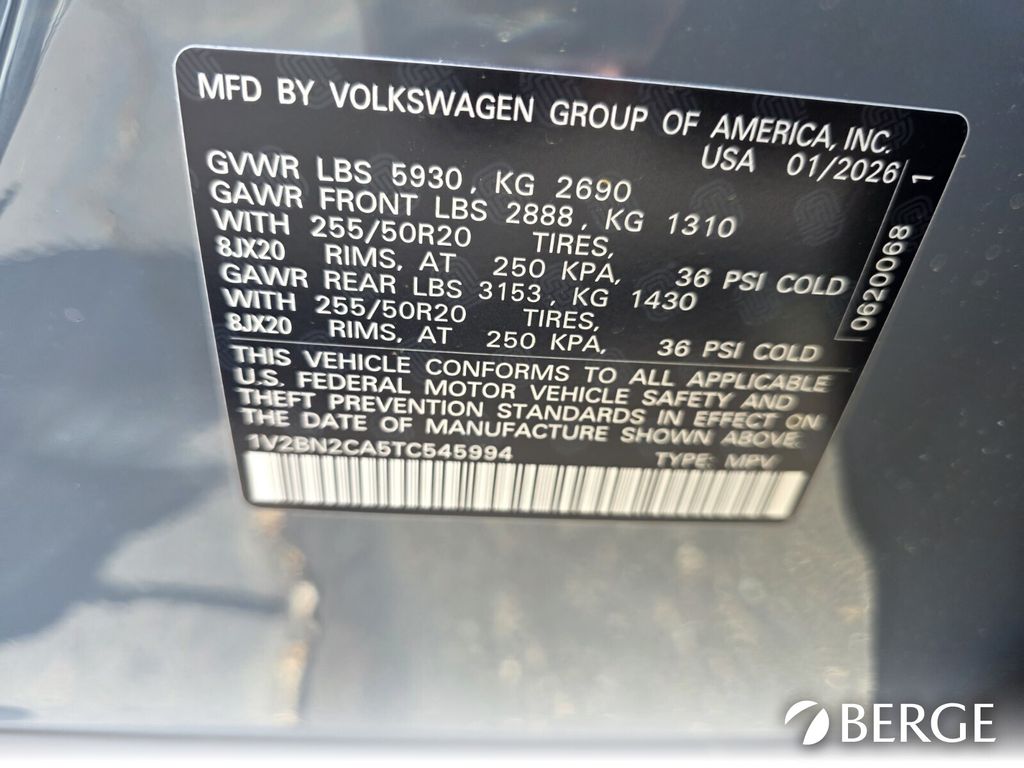 MFD BY VOLKSWAGEN GROUP OF AMERICA, INC.
USA 01/2026
GVWR LBS 5930, KG 2690
GAWR FRONT LBS 2888, KG 1310
WITH 255/50R20 TIRES,
8JX20 RIMS, AT 250 KPA, 36 PSI COLD
GAWR REAR LBS 3153, KG 1430
WITH 255/50R20 TIRES,
8JX20 RIMS, AT 250 KPA, 36 PSI COLD
THIS VEHICLE CONFORMS TO ALL APPLICABLE
U.S. FEDERAL MOTOR VEHICLE SAFETY AND
THEFT PREVENTION STANDARDS IN EFFECT ON
THE DATE OF MANUFACTURE SHOWN ABOVE.
1V2BN2CA5TC545994 TYPE: MPV
0620068 1
BERGE